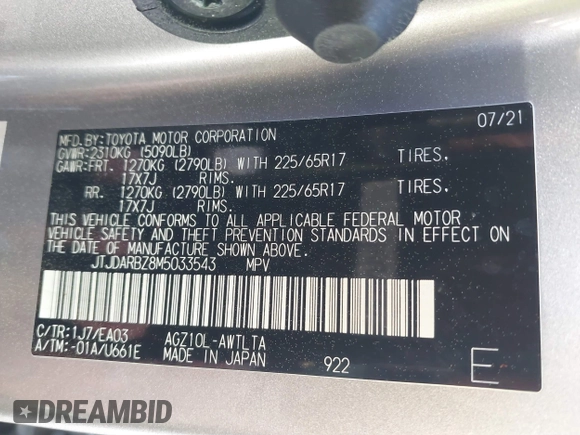 07/21
MFD.BY:TOYOTA MOTOR CORPORATION
GVWR:2310KG (5090LB)
GAWR:FRT. 1270KG (2790LB) WITH 225/65R17 TIRES.
17X7J RIMS.
RR. 1270KG (2790LB) WITH 225/65R17 TIRES.
17X7J RIMS.
THIS VEHICLE CONFORMS TO ALL APPLICABLE FEDERAL MOTOR
VEHICLE SAFETY AND THEFT PREVENTION STANDARDS IN EFFECT ON
THE DATE OF MANUFACTURE SHOWN ABOVE.
JTJDARBZ8M5033543 MPV
C/TR:1J7/EA03 AGZ10L-AWTLTA
A/TM:-01A/U661E MADE IN JAPAN 922 E
DREAMBID